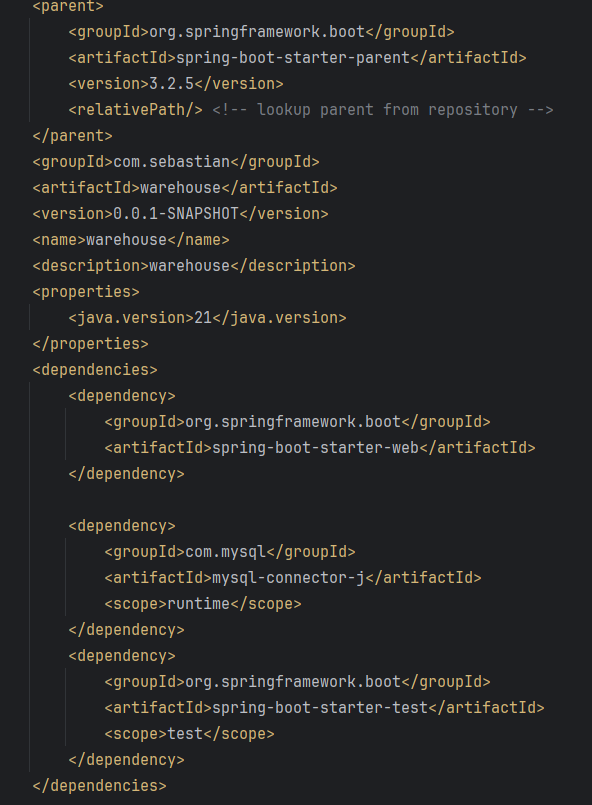 <parent>
<groupId>org.springframework.boot</groupId>
<artifactId>spring-boot-starter-parent</artifactId>
<version>3.2.5</version>
<relativePath/> <!-- lookup parent from repository -->
</parent>
<groupId>com.sebastian</groupId>
<artifactId>warehouse</artifactId>
<version>0.0.1-SNAPSHOT</version>
<name>warehouse</name>
<description>warehouse</description>
<properties>
<java.version>21</java.version>
</properties>
<dependencies>
<dependency>
<groupId>org.springframework.boot</groupId>
<artifactId>spring-boot-starter-web</artifactId>
</dependency>
<dependency>
<groupId>com.mysql</groupId>
<artifactId>mysql-connector-j</artifactId>
<scope>runtime</scope>
</dependency>
<dependency>
<groupId>org.springframework.boot</groupId>
<artifactId>spring-boot-starter-test</artifactId>
<scope>test</scope>
</dependency>
</dependencies>